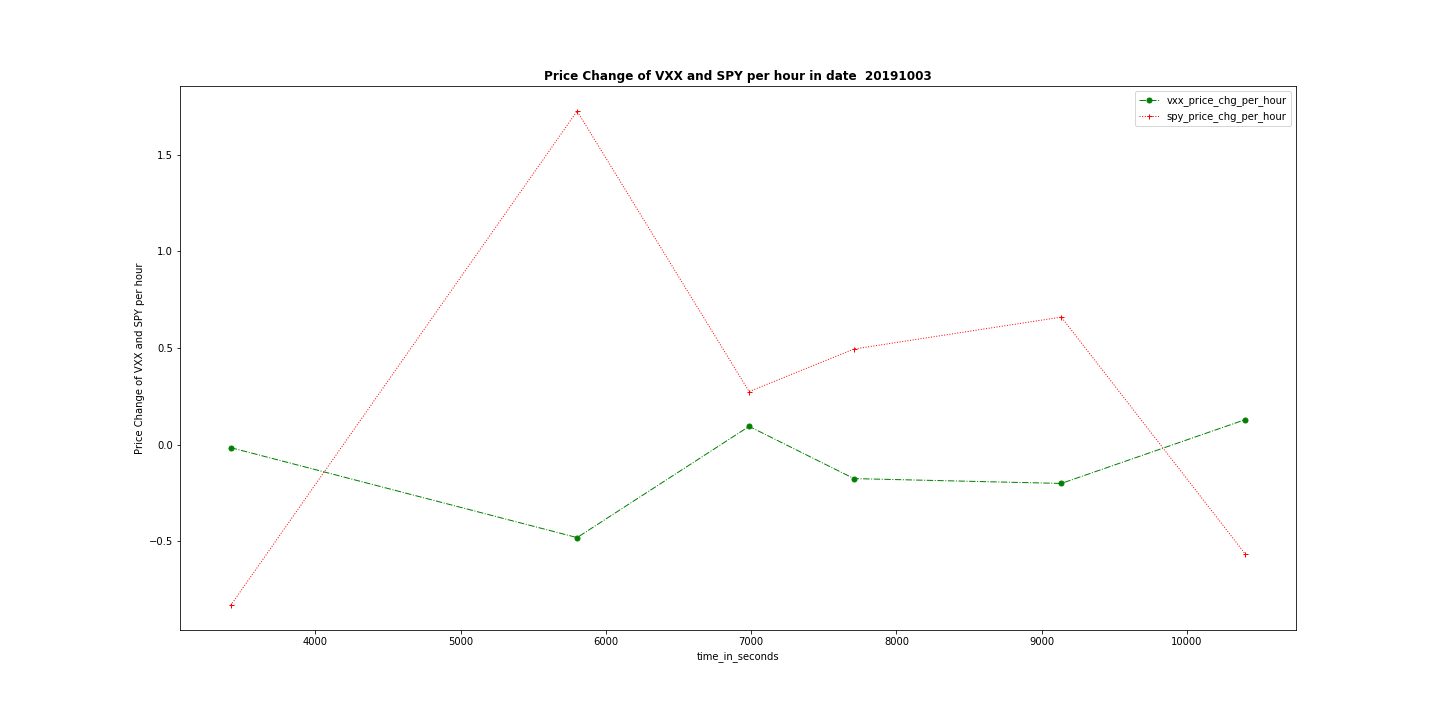 Price Change of VXX and SPY per hour in date  20191003
vxx_price_chg_per_hour
spy_price_chg_per_hour
Price Change of VXX and SPY per hour
1.5
1.0
0.5
0.0
−0.5
4000
5000
6000
7000
8000
9000
10000
time_in_seconds